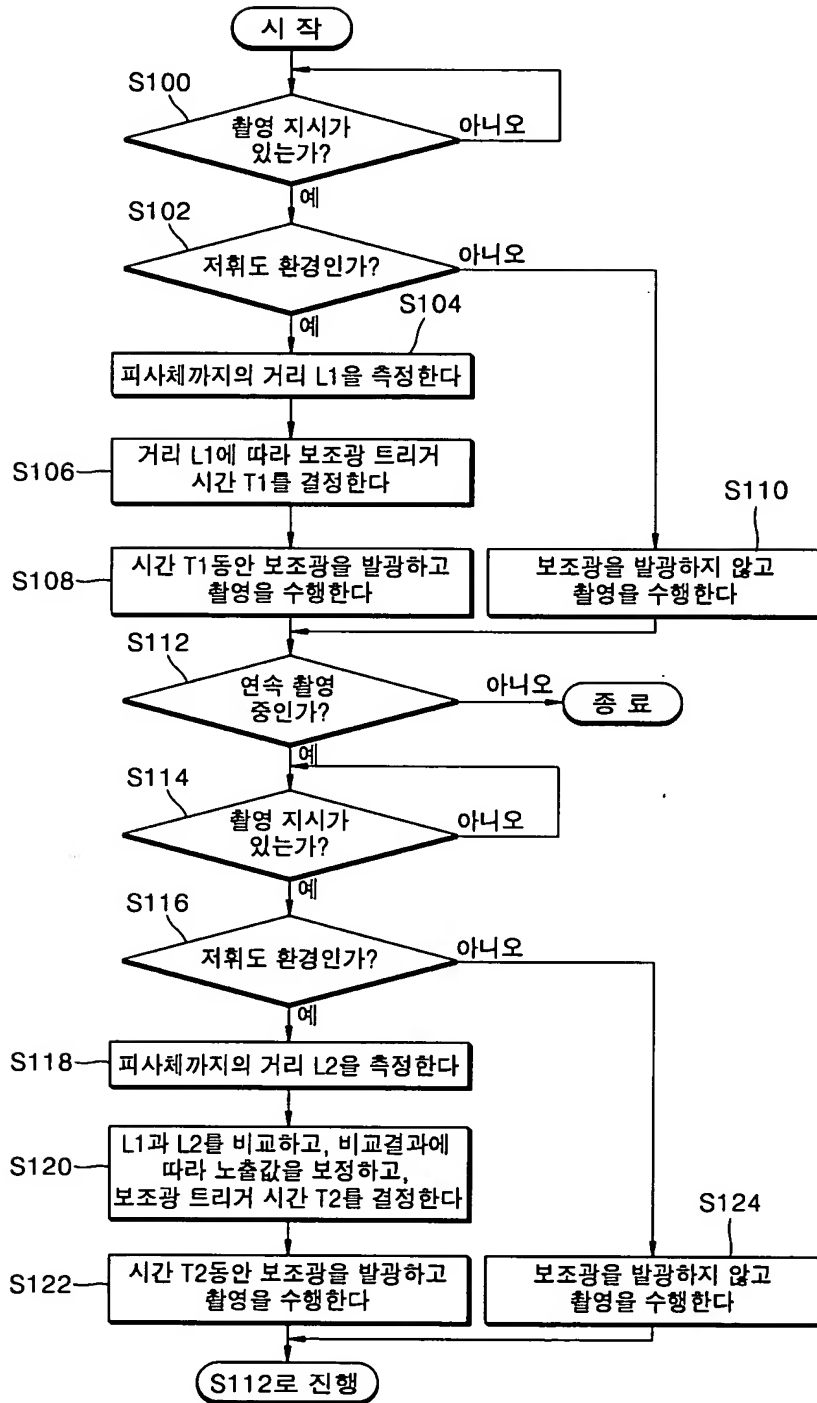 시 작
S100
촬영 지시가
있는가?
아니오
예
S102
저휘도 환경인가?
아니오
예
S104
피사체까지의 거리 L1을 측정한다
S106
거리 L1에 따라 보조광 트리거
시간 T1를 결정한다
S110
S108
시간 T1동안 보조광을 발광하고
촬영을 수행한다
보조광을 발광하지 않고
촬영을 수행한다
S112
연속 촬영
중인가?
아니오
종 료
예
S114
촬영 지시가
있는가?
아니오
예
S116
저휘도 환경인가?
아니오
예
S118
피사체까지의 거리 L2을 측정한다
S120
L1과 L2를 비교하고, 비교결과에
따라 노출값을 보정하고,
보조광 트리거 시간 T2를 결정한다
S124
S122
시간 T2동안 보조광을 발광하고
촬영을 수행한다
보조광을 발광하지 않고
촬영을 수행한다
S112로 진행